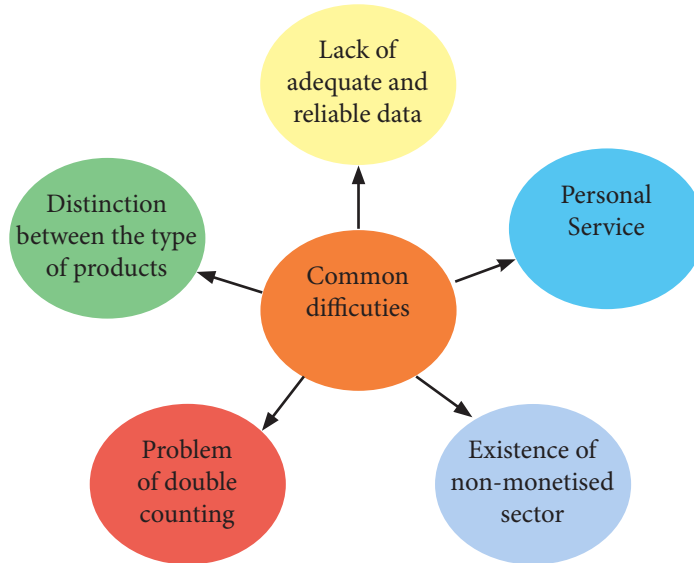 Lack of
adequate and
reliable data
Distinction
between the type
of products
Personal
Service
Common
difficuties
Problem
of double
counting
Existence of
non-monetised
sector